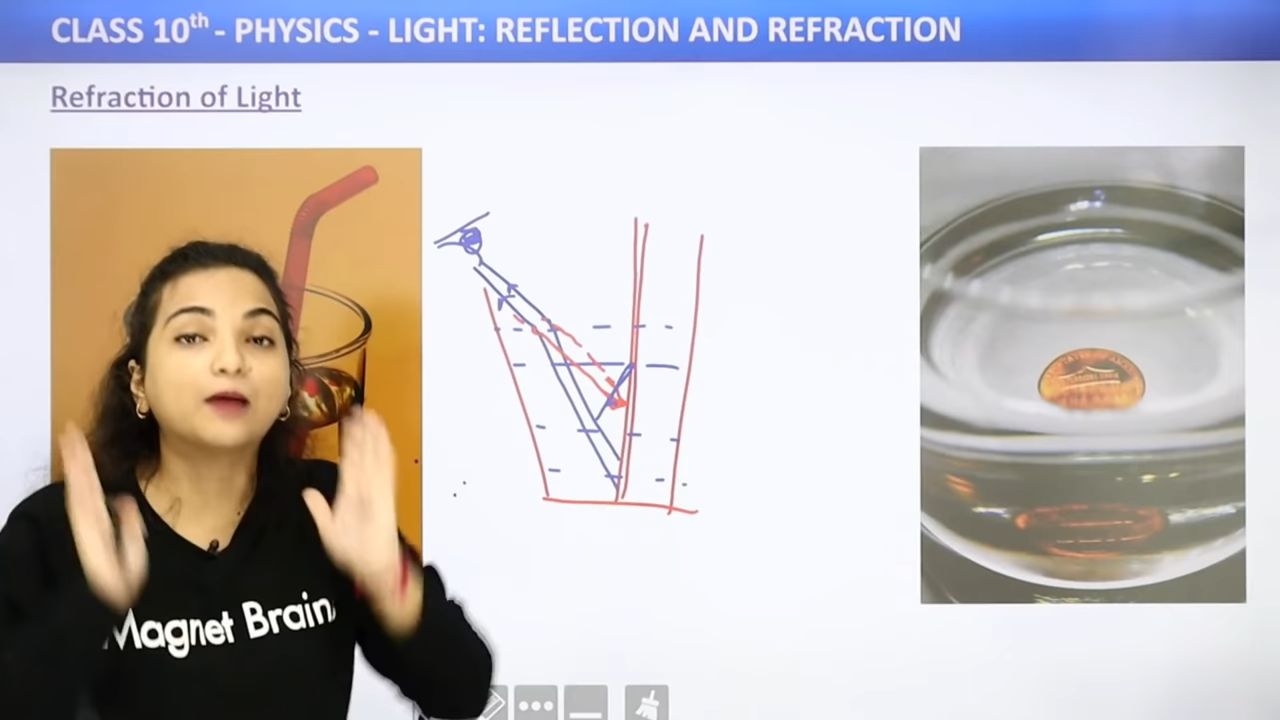 CLASS 10th - PHYSICS - LIGHT: REFLECTION AND REFRACTION
Refraction of Light
Magnet Brain